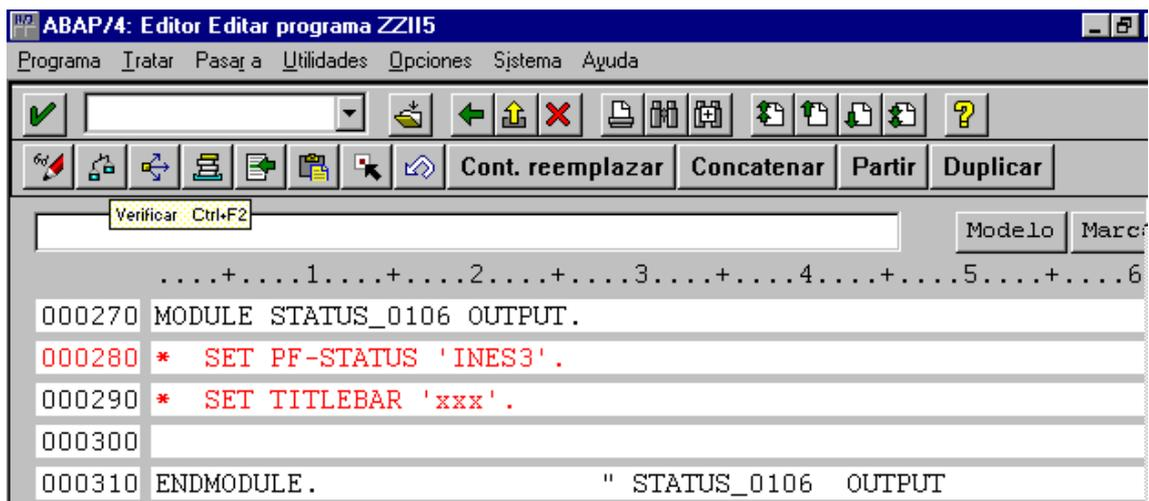 ABAP/4: Editor Editar programa ZZII5
Programa Tratar Pasar a Utilidades Opciones Sistema Ayuda
Cont. reemplazar Concatenar Partir Duplicar
Verificar Ctrl+F2
Modelo Marca
....+....1....+....2....+....3....+....4....+....5....+....6
000270 MODULE STATUS_0106 OUTPUT.
000280 *  SET PF-STATUS 'INES3'.
000290 *  SET TITLEBAR 'xxx'.
000300
000310 ENDMODULE.                 " STATUS_0106  OUTPUT